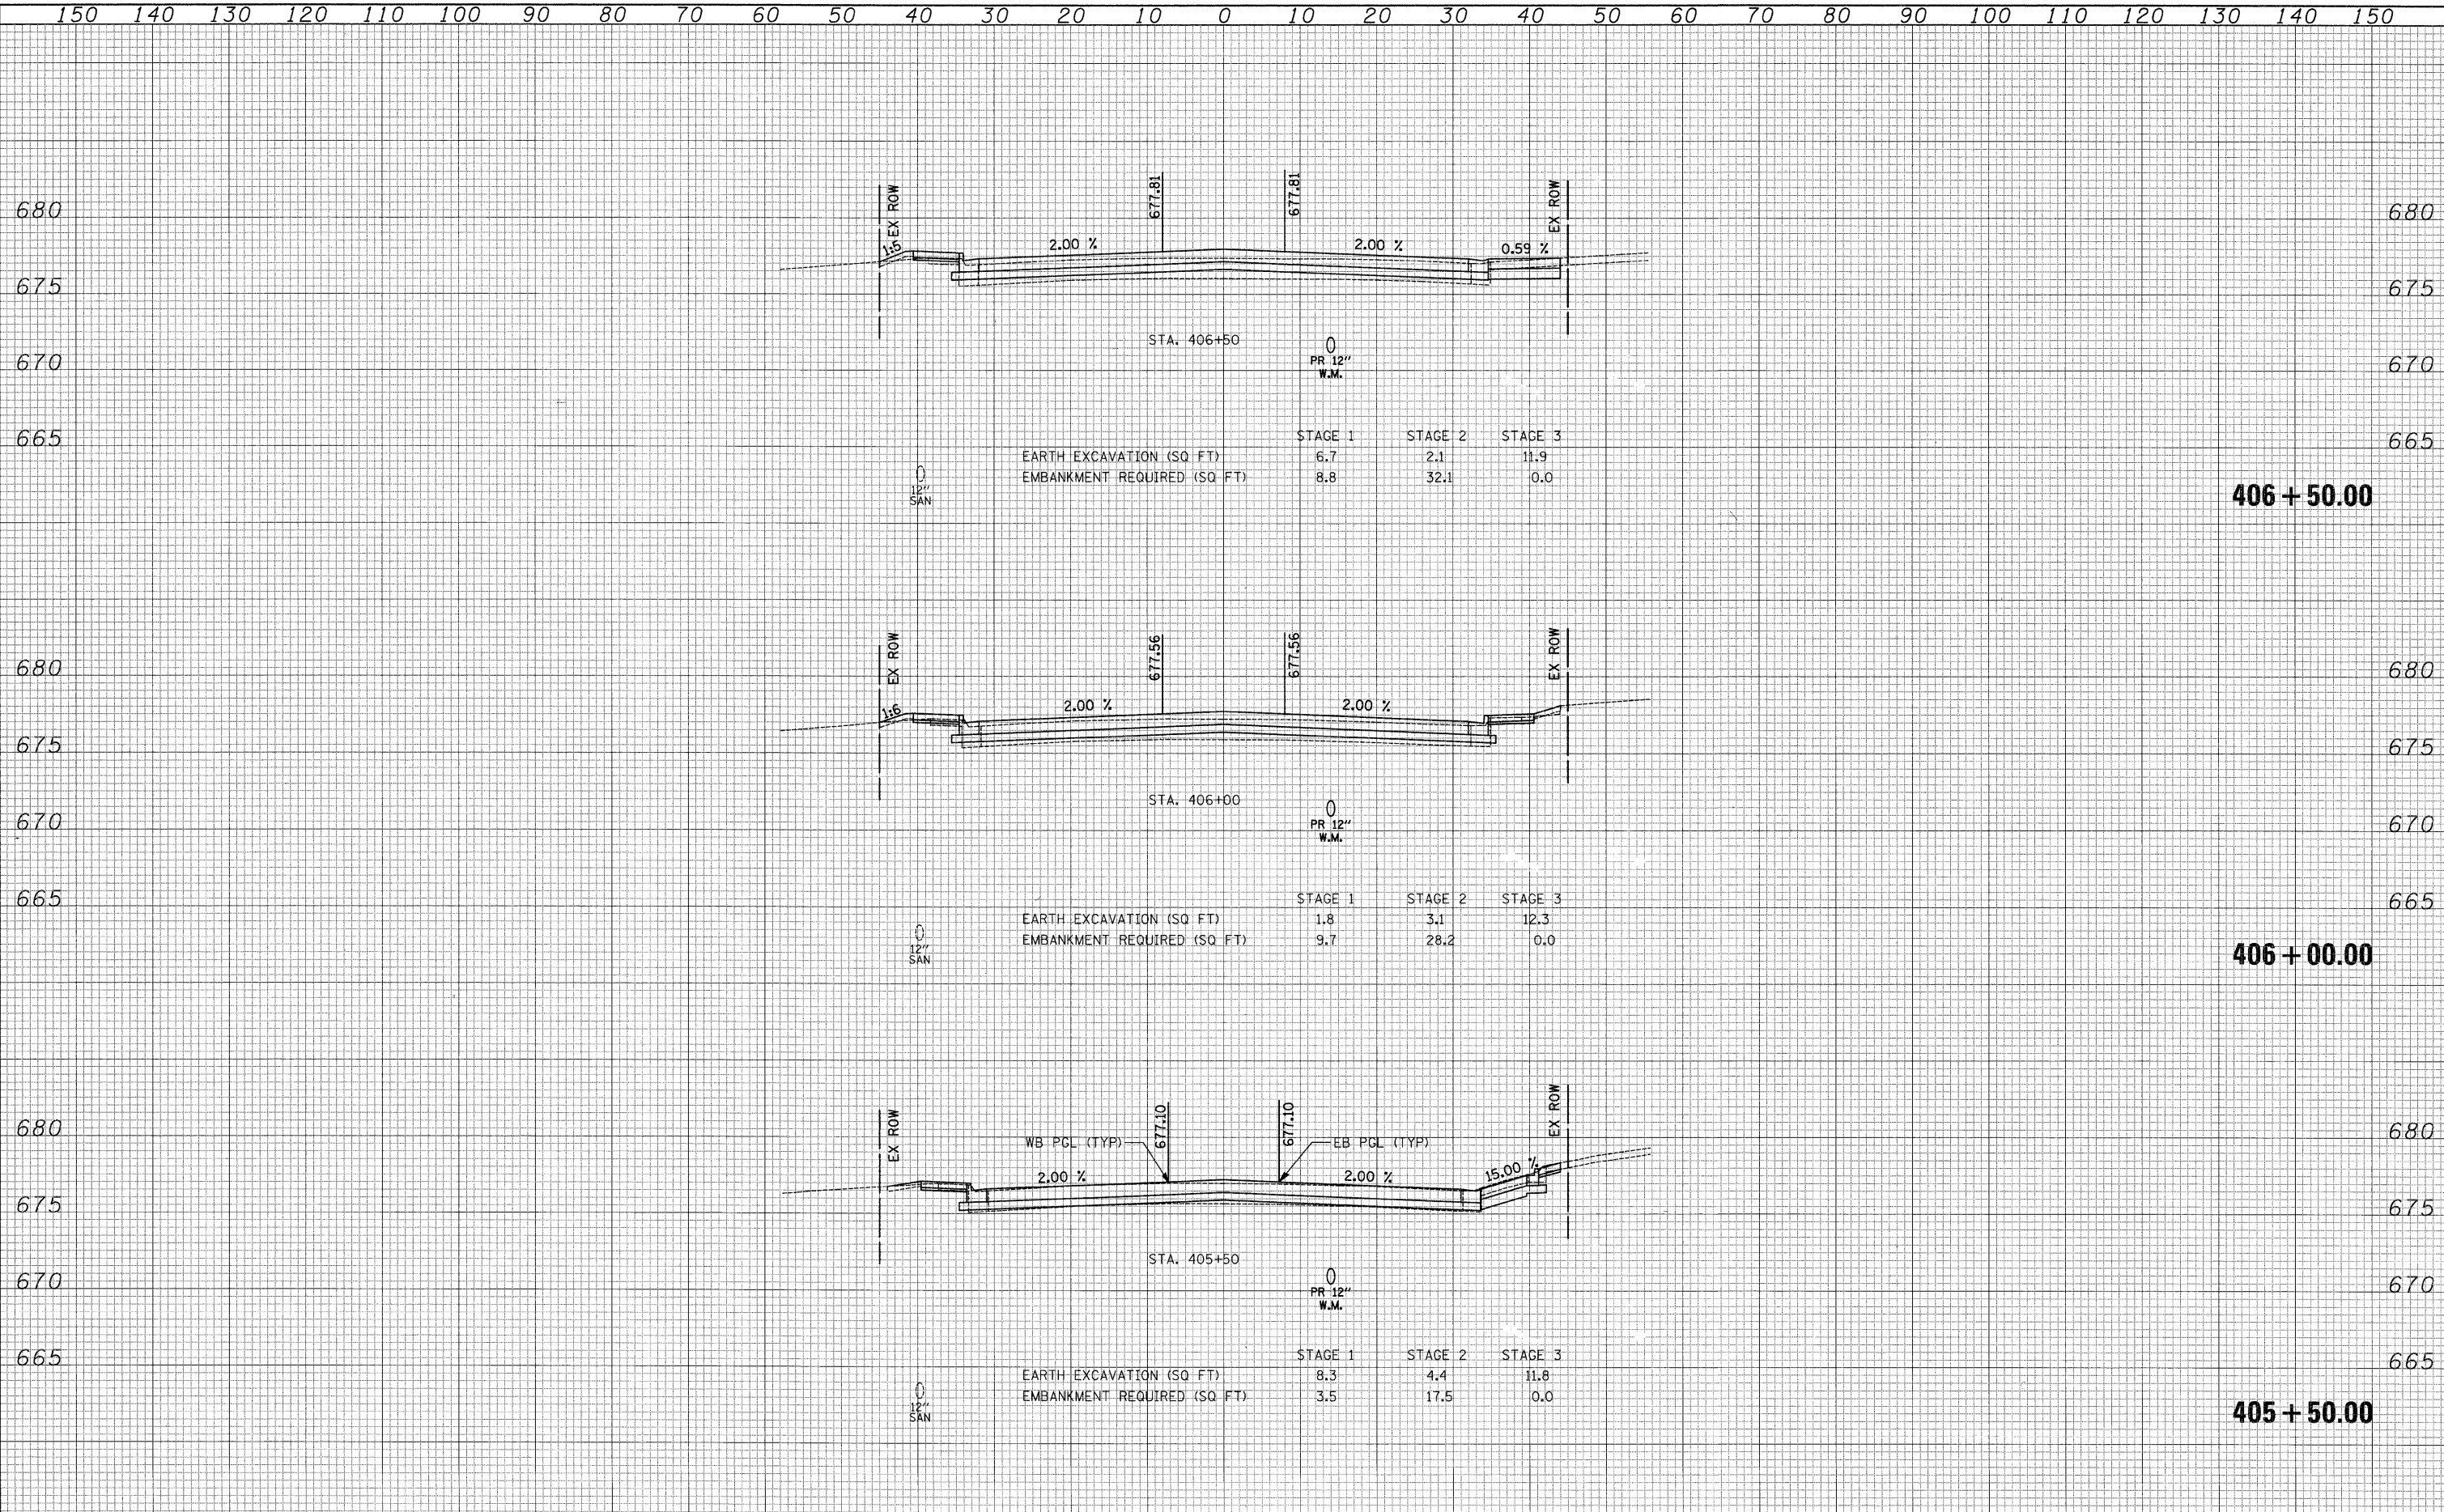 150 140 130 120 110 100 90 80 70 60 50 40 30 20 10 0 10 20 30 40 50 60 70 80 90 100 110 120 130 140 150
EX ROW 677.81 677.81 EX ROW
680 680
1:5 2.00 % 2.00 % 0.59 %
675 675
STA. 406+50
670 PR 12" 670
W.M.
665 STAGE 1 STAGE 2 STAGE 3 665
EARTH EXCAVATION (SQ FT) 6.7 2.1 11.9
EMBANKMENT REQUIRED (SQ FT) 8.8 32.1 0.0
12"
SAN
406+50.00
EX ROW 677.56 677.56 EX ROW
680 680
1:6 2.00 % 2.00 %
675 675
STA. 406+00
670 PR 12" 670
W.M.
665 STAGE 1 STAGE 2 STAGE 3 665
EARTH EXCAVATION (SQ FT) 1.8 3.1 12.3
EMBANKMENT REQUIRED (SQ FT) 9.7 28.2 0.0
12"
SAN
406+00.00
EX ROW 677.10 677.10 EX ROW
680 680
WB PGL (TYP) EB PGL (TYP)
2.00 % 2.00 % 15.00 %
675 675
STA. 405+50
670 PR 12" 670
W.M.
665 STAGE 1 STAGE 2 STAGE 3 665
EARTH EXCAVATION (SQ FT) 8.3 4.4 11.8
EMBANKMENT REQUIRED (SQ FT) 3.5 17.5 0.0
12"
SAN
405+50.00